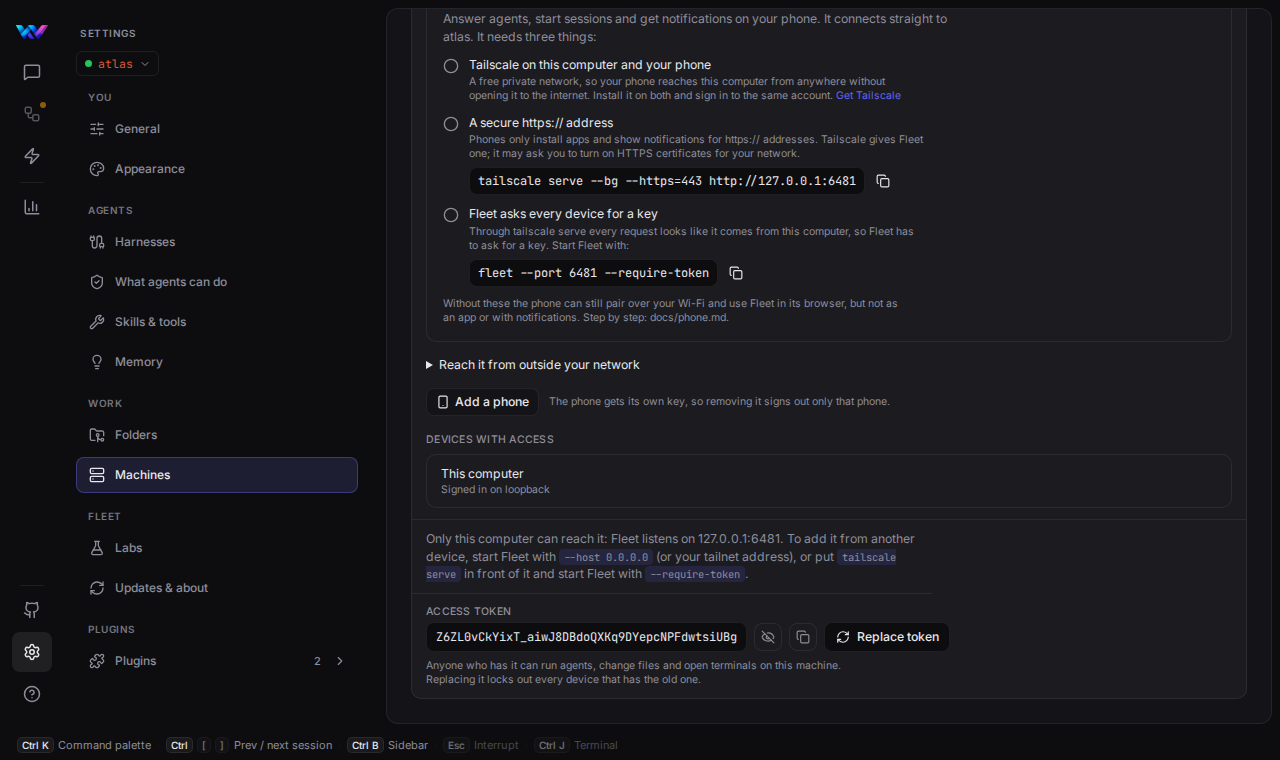 SETTINGS
atlas
YOU
General
Appearance
AGENTS
Harnesses
What agents can do
Skills & tools
Memory
WORK
Folders
Machines
FLEET
Labs
Updates & about
PLUGINS
Plugins 2
Answer agents, start sessions and get notifications on your phone. It connects straight to
atlas. It needs three things:
Tailscale on this computer and your phone
A free private network, so your phone reaches this computer from anywhere without
opening it to the internet. Install it on both and sign in to the same account. Get Tailscale
A secure https:// address
Phones only install apps and show notifications for https:// addresses. Tailscale gives Fleet
one; it may ask you to turn on HTTPS certificates for your network.
tailscale serve --bg --https=443 http://127.0.0.1:6481
Fleet asks every device for a key
Through tailscale serve every request looks like it comes from this computer, so Fleet has
to ask for a key. Start Fleet with:
fleet --port 6481 --require-token
Without these the phone can still pair over your Wi-Fi and use Fleet in its browser, but not as
an app or with notifications. Step by step: docs/phone.md.
Reach it from outside your network
Add a phone The phone gets its own key, so removing it signs out only that phone.
DEVICES WITH ACCESS
This computer
Signed in on loopback
Only this computer can reach it: Fleet listens on 127.0.0.1:6481. To add it from another
device, start Fleet with --host 0.0.0.0 (or your tailnet address), or put tailscale
serve in front of it and start Fleet with --require-token.
ACCESS TOKEN
Z6ZL0vCkYixT_aiwJ8DBdoQXKq9DYepcNPFdwtsiUBg Replace token
Anyone who has it can run agents, change files and open terminals on this machine.
Replacing it locks out every device that has the old one.
Ctrl K Command palette Ctrl [ ] Prev / next session Ctrl B Sidebar Esc Interrupt Ctrl J Terminal